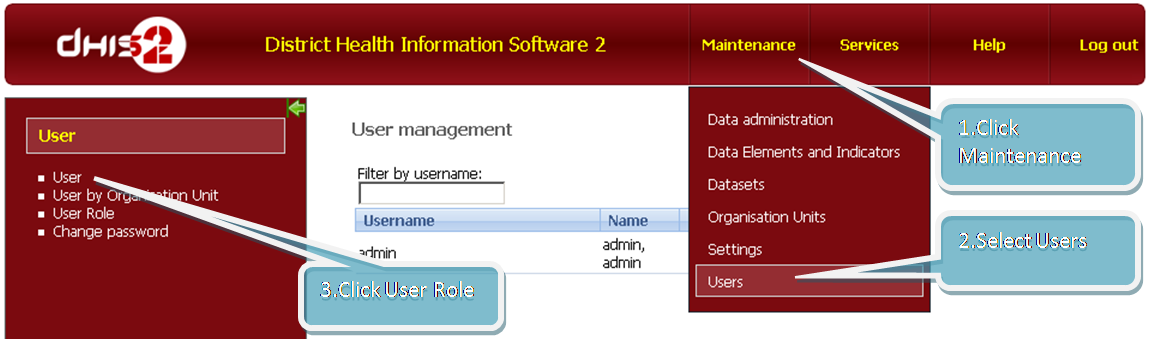 dhis2
District Health Information Software 2
Maintenance
Services
Help
Log out
User
User
User by Organisation Unit
User Role
Change password
User management
Filter by username:
Username Name
admin admin,
admin
Data administration
Data Elements and Indicators
Datasets
Organisation Units
Settings
Users
1.Click
Maintenance
2.Select Users
3.Click User Role